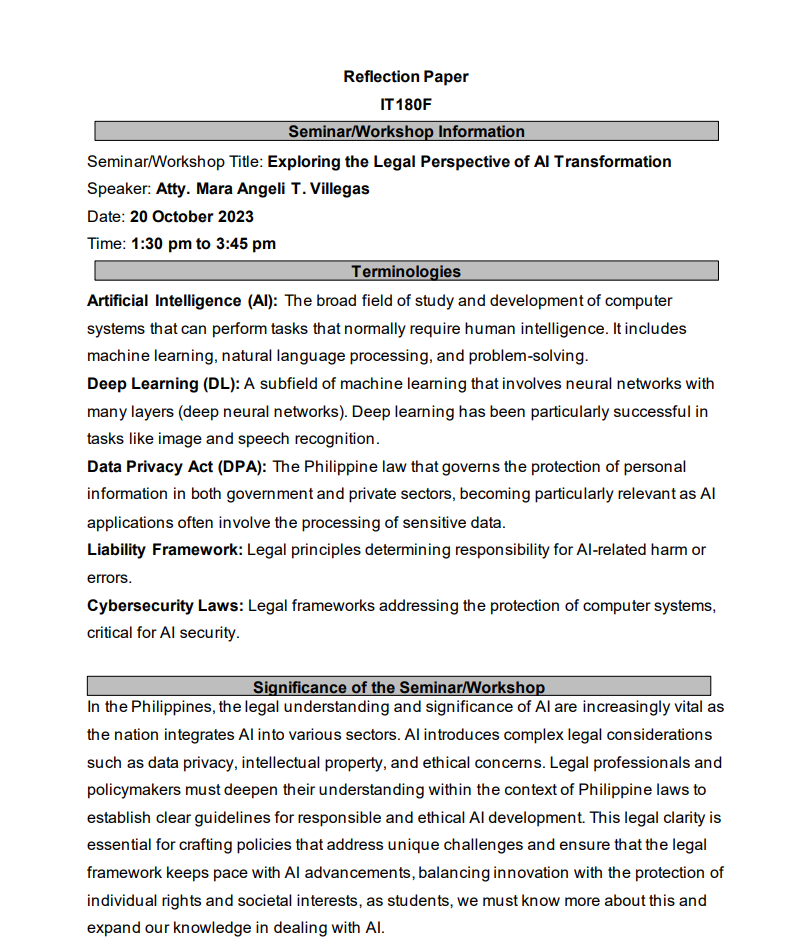 Reflection Paper
IT180F
Seminar/Workshop Information
Seminar/Workshop Title: Exploring the Legal Perspective of AI Transformation
Speaker: Atty. Mara Angeli T. Villegas
Date: 20 October 2023
Time: 1:30 pm to 3:45 pm
Terminologies
Artificial Intelligence (AI): The broad field of study and development of computer
systems that can perform tasks that normally require human intelligence. It includes
machine learning, natural language processing, and problem-solving.
Deep Learning (DL): A subfield of machine learning that involves neural networks with
many layers (deep neural networks). Deep learning has been particularly successful in
tasks like image and speech recognition.
Data Privacy Act (DPA): The Philippine law that governs the protection of personal
information in both government and private sectors, becoming particularly relevant as AI
applications often involve the processing of sensitive data.
Liability Framework: Legal principles determining responsibility for AI-related harm or
errors.
Cybersecurity Laws: Legal frameworks addressing the protection of computer systems,
critical for AI security.
Significance of the Seminar/Workshop
In the Philippines, the legal understanding and significance of AI are increasingly vital as
the nation integrates AI into various sectors. AI introduces complex legal considerations
such as data privacy, intellectual property, and ethical concerns. Legal professionals and
policymakers must deepen their understanding within the context of Philippine laws to
establish clear guidelines for responsible and ethical AI development. This legal clarity is
essential for crafting policies that address unique challenges and ensure that the legal
framework keeps pace with AI advancements, balancing innovation with the protection of
individual rights and societal interests, as students, we must know more about this and
expand our knowledge in dealing with AI.